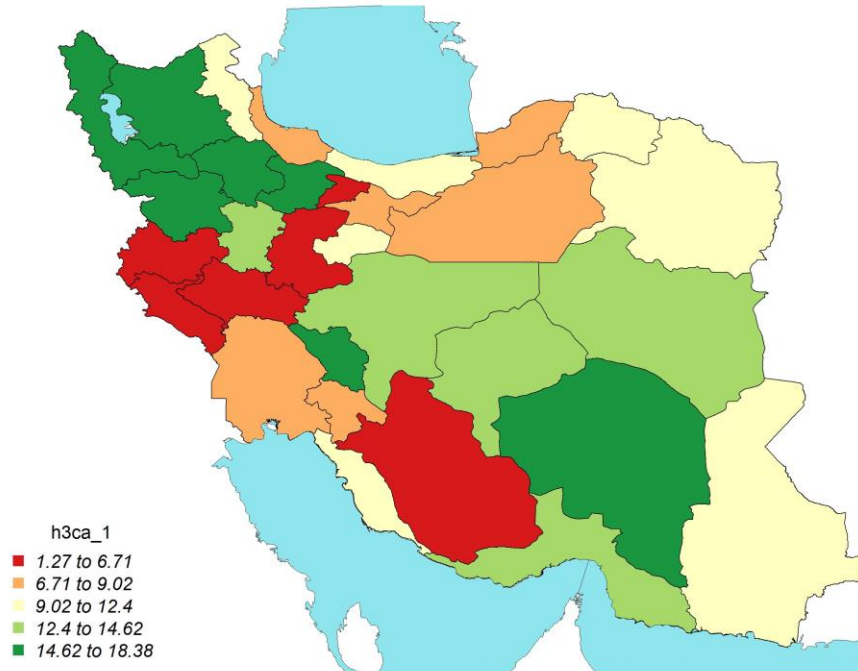 h3ca_1
1.27 to 6.71
6.71 to 9.02
9.02 to 12.4
12.4 to 14.62
14.62 to 18.38